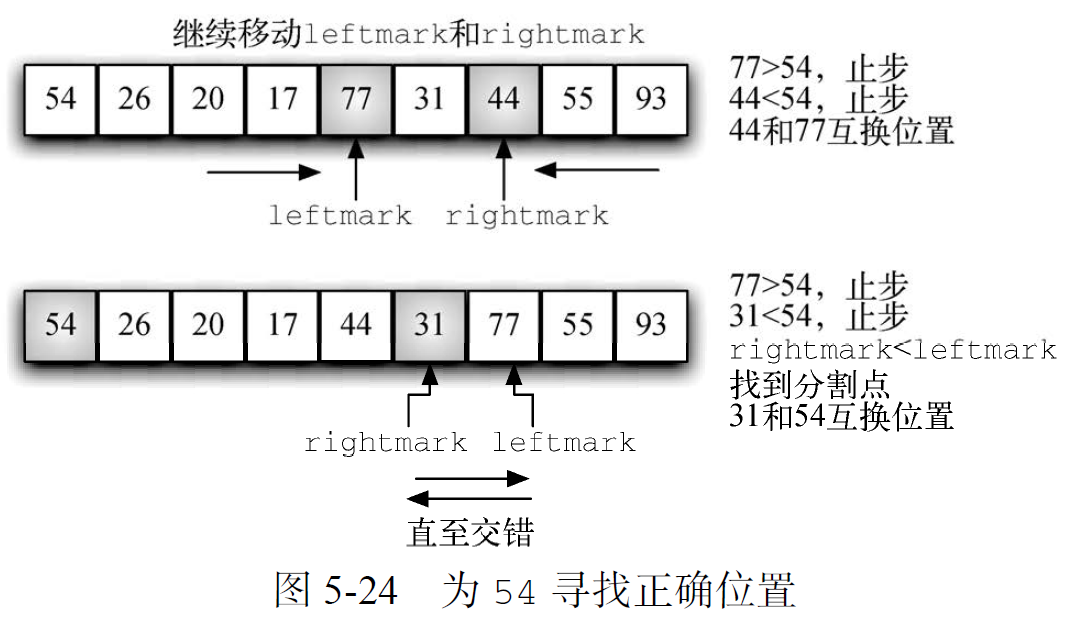 继续移动leftmark和rightmark
54 26 20 17 77 31 44 55 93
77>54，止步
44<54，止步
44和77互换位置
leftmark rightmark
54 26 20 17 44 31 77 55 93
77>54，止步
31<54，止步
rightmark<leftmark
找到分割点
31和54互换位置
rightmark leftmark
直至交错
图 5-24 为 54 寻找正确位置